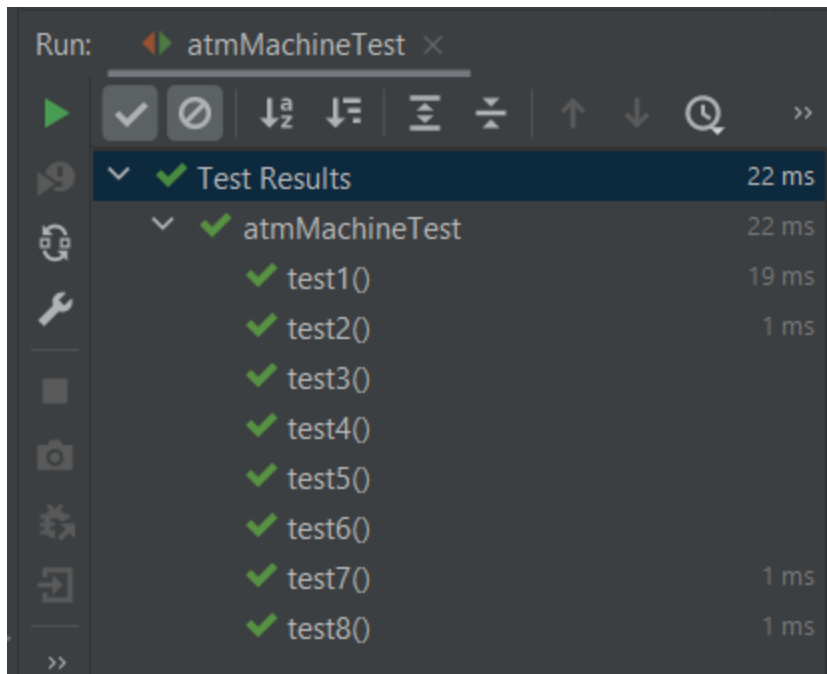 Run: atmMachineTest
Test Results 22 ms
atmMachineTest 22 ms
test1() 19 ms
test2() 1 ms
test3()
test4()
test5()
test6()
test7() 1 ms
test8() 1 ms